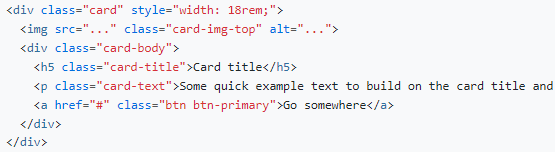 <div class="card" style="width: 18rem;">
  <img src="..." class="card-img-top" alt="...">
  <div class="card-body">
    <h5 class="card-title">Card title</h5>
    <p class="card-text">Some quick example text to build on the card title and
    <a href="#" class="btn btn-primary">Go somewhere</a>
  </div>
</div>